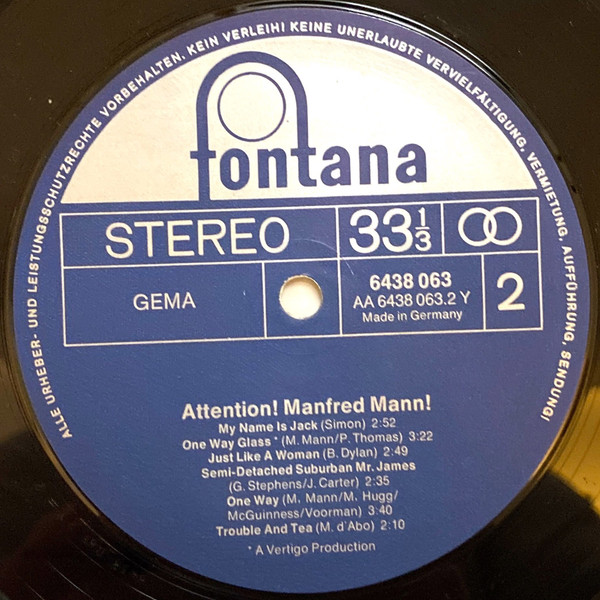 ALLE URHEBER- UND LEISTUNGSSCHUTZRECHTE VORBEHALTEN. KEIN VERLEIH! KEINE UNERLAUBTE VERVIELFÄLTIGUNG, VERMIETUNG, AUFFÜHRUNG, SENDUNG!
fontana
STEREO 33 1/3
GEMA
6438 063
AA 6438 063.2 Y
Made in Germany
2
Attention! Manfred Mann!
My Name Is Jack (Simon) 2:52
One Way Glass * (M. Mann/P. Thomas) 3:22
Just Like A Woman (B. Dylan) 2:49
Semi-Detached Suburban Mr. James
(G. Stephens/J. Carter) 2:35
One Way (M. Mann/M. Hugg/
McGuinness/Voorman) 3:40
Trouble And Tea (M. d'Abo) 2:10
* A Vertigo Production